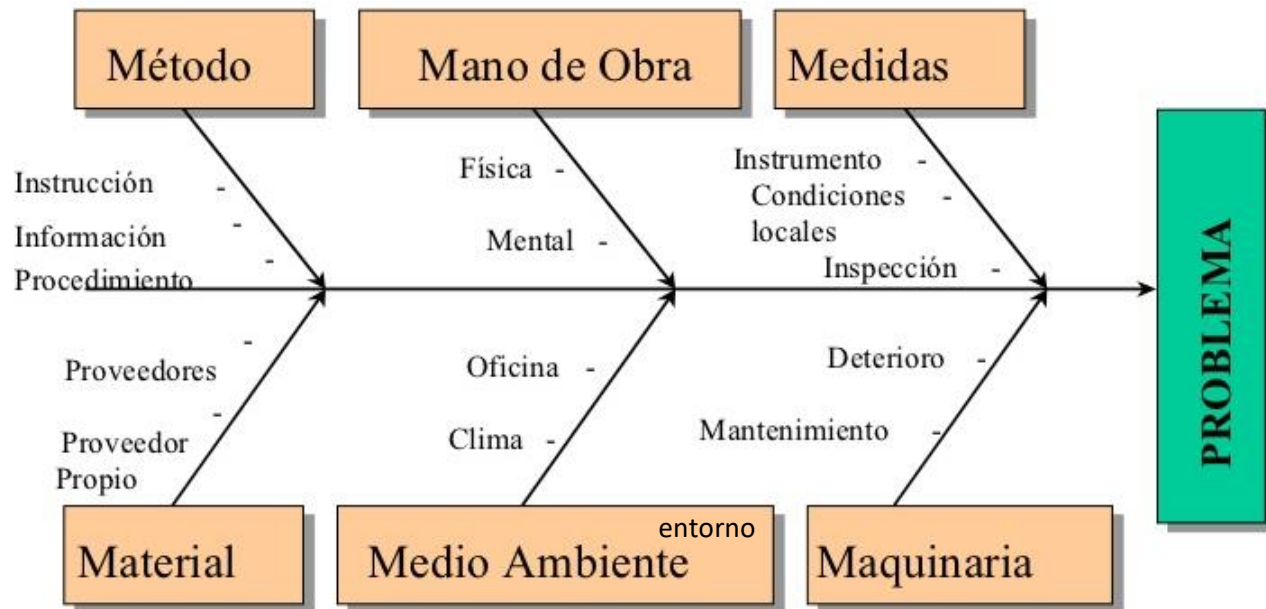 Método
Mano de Obra
Medidas
Instrucción -
Información -
Procedimiento -
Física -
Mental -
Instrumento -
Condiciones -
locales
Inspección -
PROBLEMA
Proveedores -
Proveedor -
Propio
Oficina -
Clima -
Deterioro -
Mantenimiento -
Material
entorno
Medio Ambiente
Maquinaria